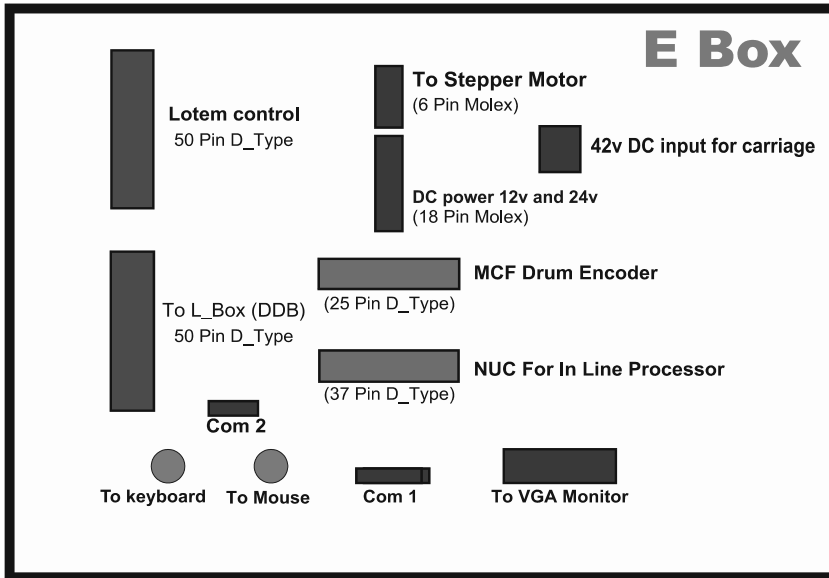 E Box
To Stepper Motor
(6 Pin Molex)
Lotem control
50 Pin D_Type
42v DC input for carriage
DC power 12v and 24v
(18 Pin Molex)
MCF Drum Encoder
(25 Pin D_Type)
To L_Box (DDB)
50 Pin D_Type
NUC For In Line Processor
(37 Pin D_Type)
Com 2
To keyboard
To Mouse
Com 1
To VGA Monitor